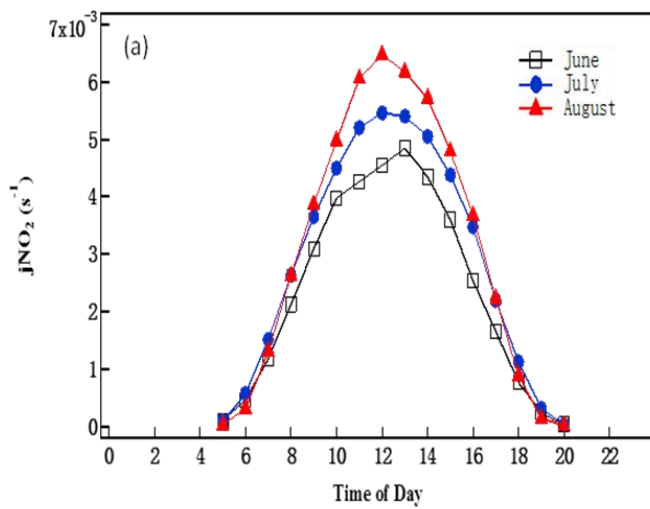 7x10⁻³
(a)
June
July
August
6
5
4
3
2
1
0
jNO₂ (s⁻¹)
0 2 4 6 8 10 12 14 16 18 20 22
Time of Day